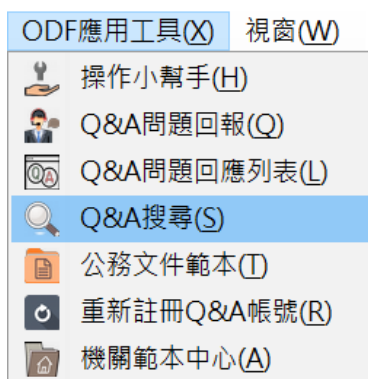 ODF應用工具(X) 視窗(W)
操作小幫手(H)
Q&A問題回報(Q)
Q&A問題回應列表(L)
Q&A搜尋(S)
公務文件範本(T)
重新註冊Q&A帳號(R)
機關範本中心(A)